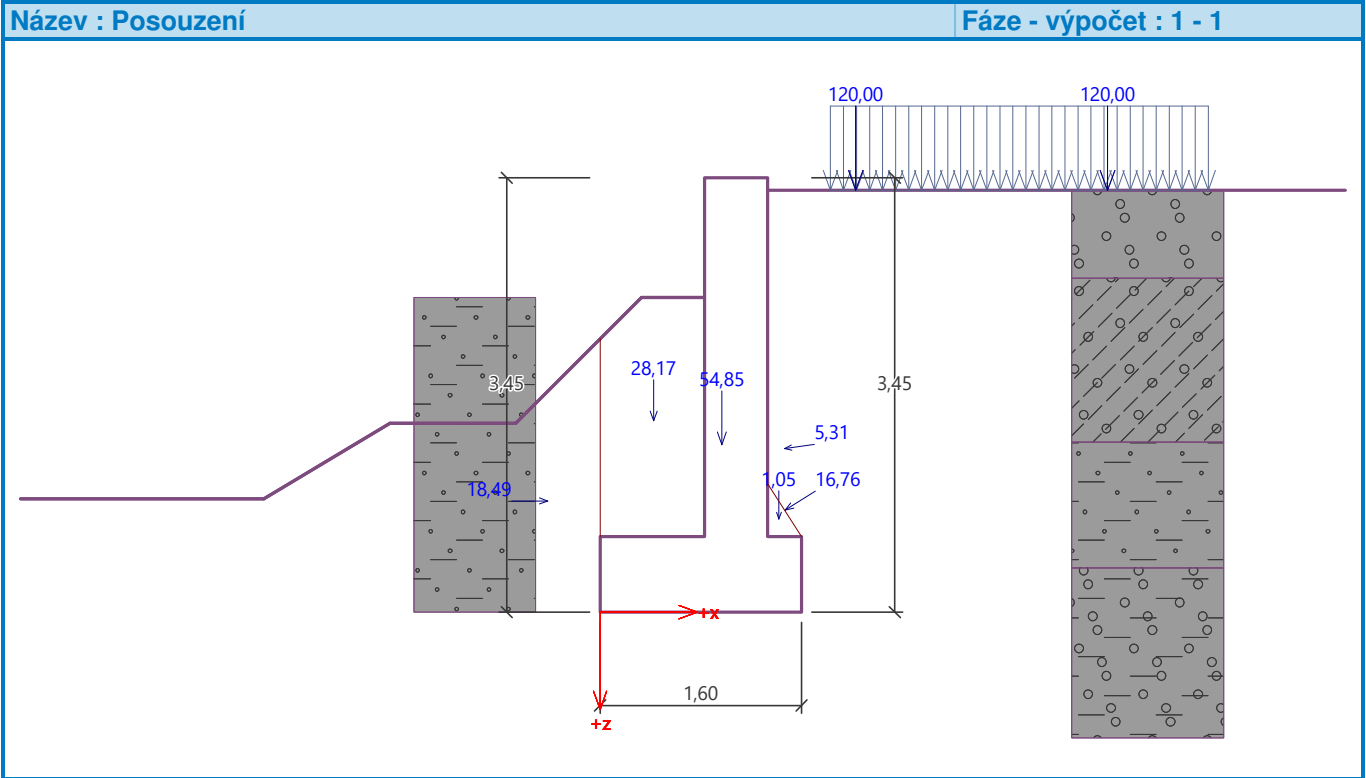 Název : Posouzení
Fáze - výpočet : 1 - 1
120,00
120,00
28,17
54,85
3,45
3,45
5,31
1,05
16,76
18,49
+x
1,60
+z